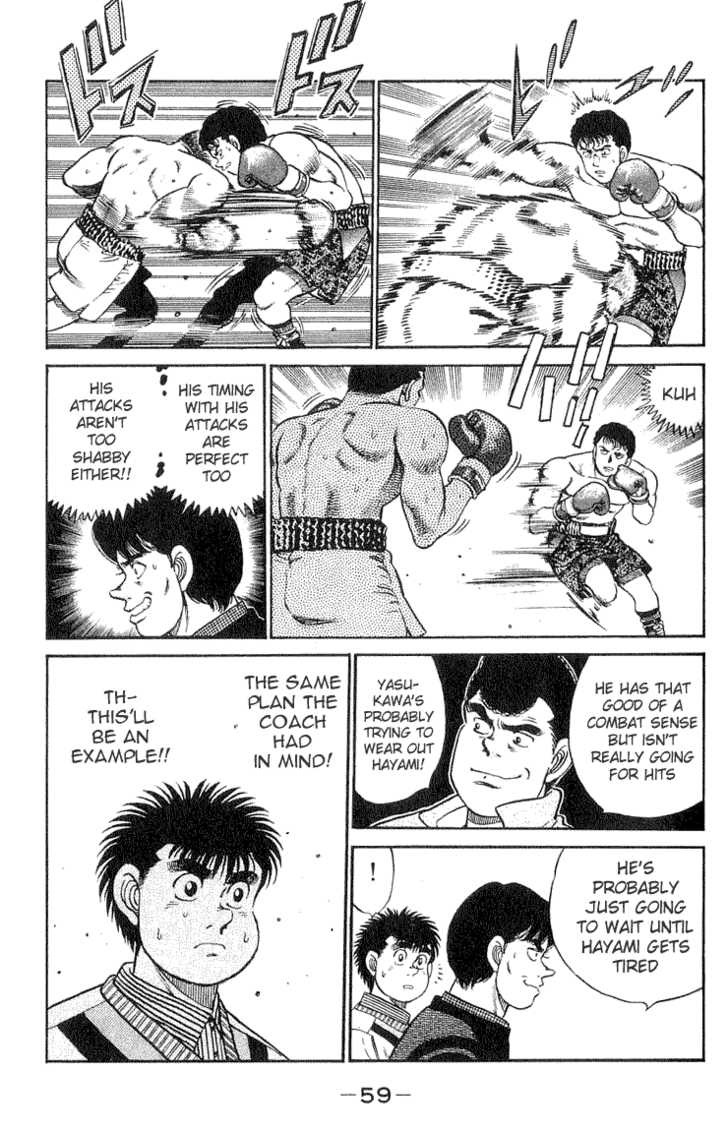 ビ
ュ
ッ
ドス
ドス
KUH
HIS TIMING
WITH HIS
ATTACKS
ARE
PERFECT
TOO
HIS
ATTACKS
AREN'T
TOO
SHABBY
EITHER!!
HE HAS THAT
GOOD OF A
COMBAT SENSE
BUT ISN'T
REALLY GOING
FOR HITS
YASU-
KAWA'S
PROBABLY
TRYING TO
WEAR OUT
HAYAMI!
HE'S
PROBABLY
JUST GOING
TO WAIT UNTIL
HAYAMI GETS
TIRED
!
THE SAME
PLAN THE
COACH
HAD
IN MIND!
TH-
THIS'LL
BE AN
EXAMPLE!!
-59-